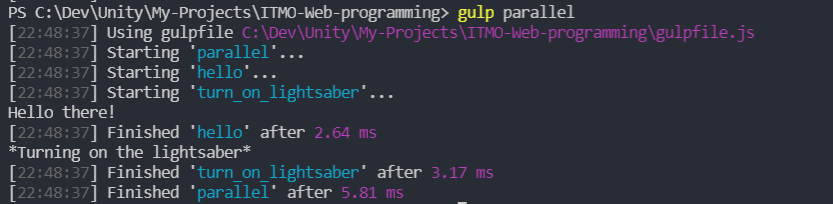 PS C:\Dev\Unity\My-Projects\ITMO-Web-programming> gulp parallel
[22:48:37] Using gulpfile C:\Dev\Unity\My-Projects\ITMO-Web-programming\gulpfile.js
[22:48:37] Starting 'parallel'...
[22:48:37] Starting 'hello'...
[22:48:37] Starting 'turn_on_lightsaber'...
Hello there!
[22:48:37] Finished 'hello' after 2.64 ms
*Turning on the lightsaber*
[22:48:37] Finished 'turn_on_lightsaber' after 3.17 ms
[22:48:37] Finished 'parallel' after 5.81 ms